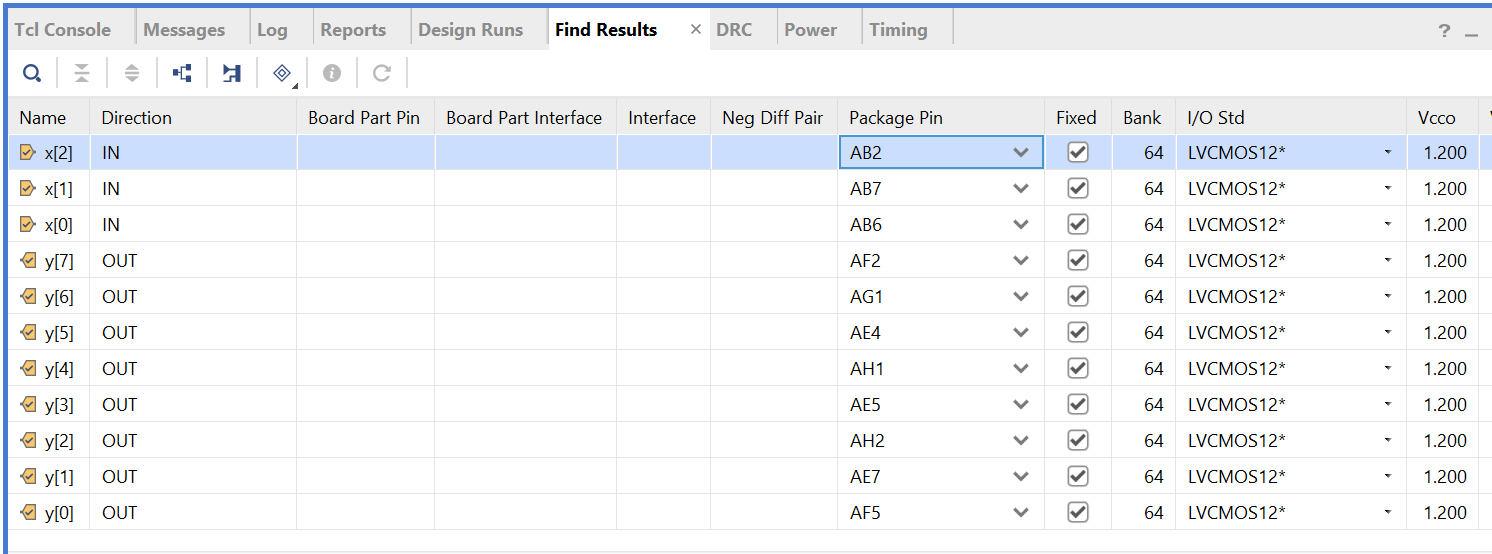 Tcl Console Messages Log Reports Design Runs Find Results × DRC Power Timing ? _
Name Direction Board Part Pin Board Part Interface Interface Neg Diff Pair Package Pin Fixed Bank I/O Std Vcco
x[2] IN AB2 64 LVCMOS12* 1.200
x[1] IN AB7 64 LVCMOS12* 1.200
x[0] IN AB6 64 LVCMOS12* 1.200
y[7] OUT AF2 64 LVCMOS12* 1.200
y[6] OUT AG1 64 LVCMOS12* 1.200
y[5] OUT AE4 64 LVCMOS12* 1.200
y[4] OUT AH1 64 LVCMOS12* 1.200
y[3] OUT AE5 64 LVCMOS12* 1.200
y[2] OUT AH2 64 LVCMOS12* 1.200
y[1] OUT AE7 64 LVCMOS12* 1.200
y[0] OUT AF5 64 LVCMOS12* 1.200